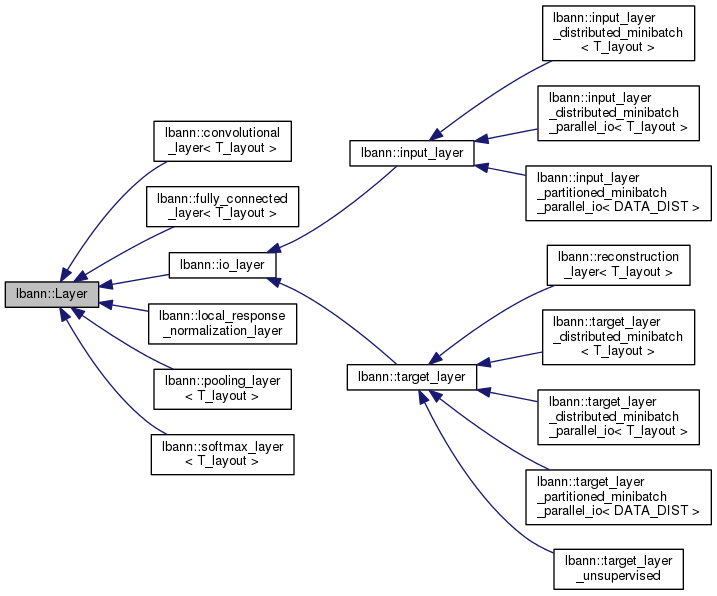 lbann::Layer
lbann::convolutional
_layer< T_layout >
lbann::fully_connected
_layer< T_layout >
lbann::io_layer
lbann::local_response
_normalization_layer
lbann::pooling_layer
< T_layout >
lbann::softmax_layer
< T_layout >
lbann::input_layer
lbann::target_layer
lbann::input_layer
_distributed_minibatch
< T_layout >
lbann::input_layer
_distributed_minibatch
_parallel_io< T_layout >
lbann::input_layer
_partitioned_minibatch
_parallel_io< DATA_DIST >
lbann::reconstruction
_layer< T_layout >
lbann::target_layer
_distributed_minibatch
< T_layout >
lbann::target_layer
_distributed_minibatch
_parallel_io< T_layout >
lbann::target_layer
_partitioned_minibatch
_parallel_io< DATA_DIST >
lbann::target_layer
_unsupervised